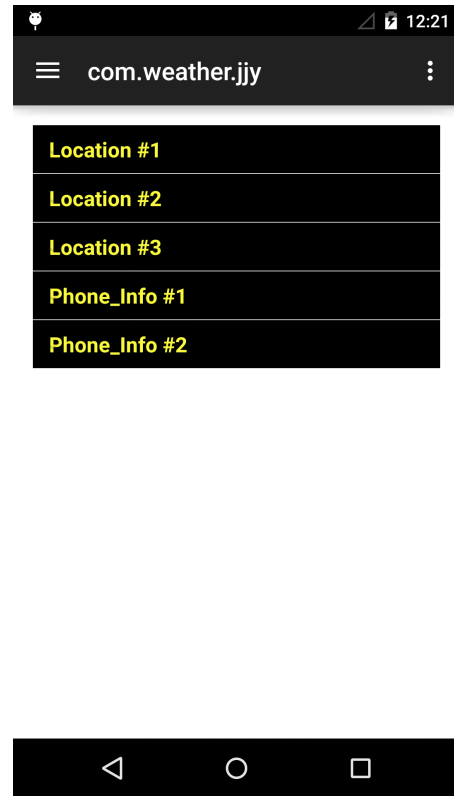 12:21
com.weather.jjy
Location #1
Location #2
Location #3
Phone_Info #1
Phone_Info #2